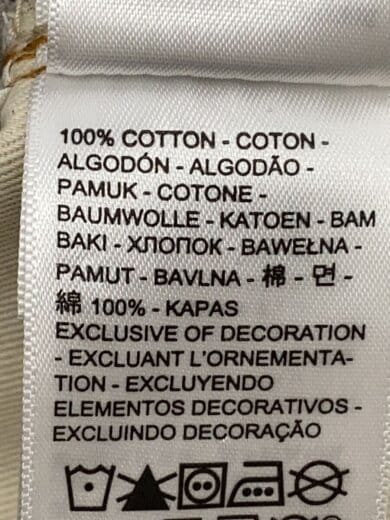 100% COTTON - COTON -
ALGODÓN - ALGODÃO -
PAMUK - COTONE -
BAUMWOLLE - KATOEN - BAM
BAKI - ХЛОПОК - BAWEŁNA -
PAMUT - BAVLNA - 棉 - 면 -
綿 100% - KAPAS
EXCLUSIVE OF DECORATION
- EXCLUANT L'ORNEMENTA-
TION - EXCLUYENDO
ELEMENTOS DECORATIVOS -
EXCLUINDO DECORAÇÃO